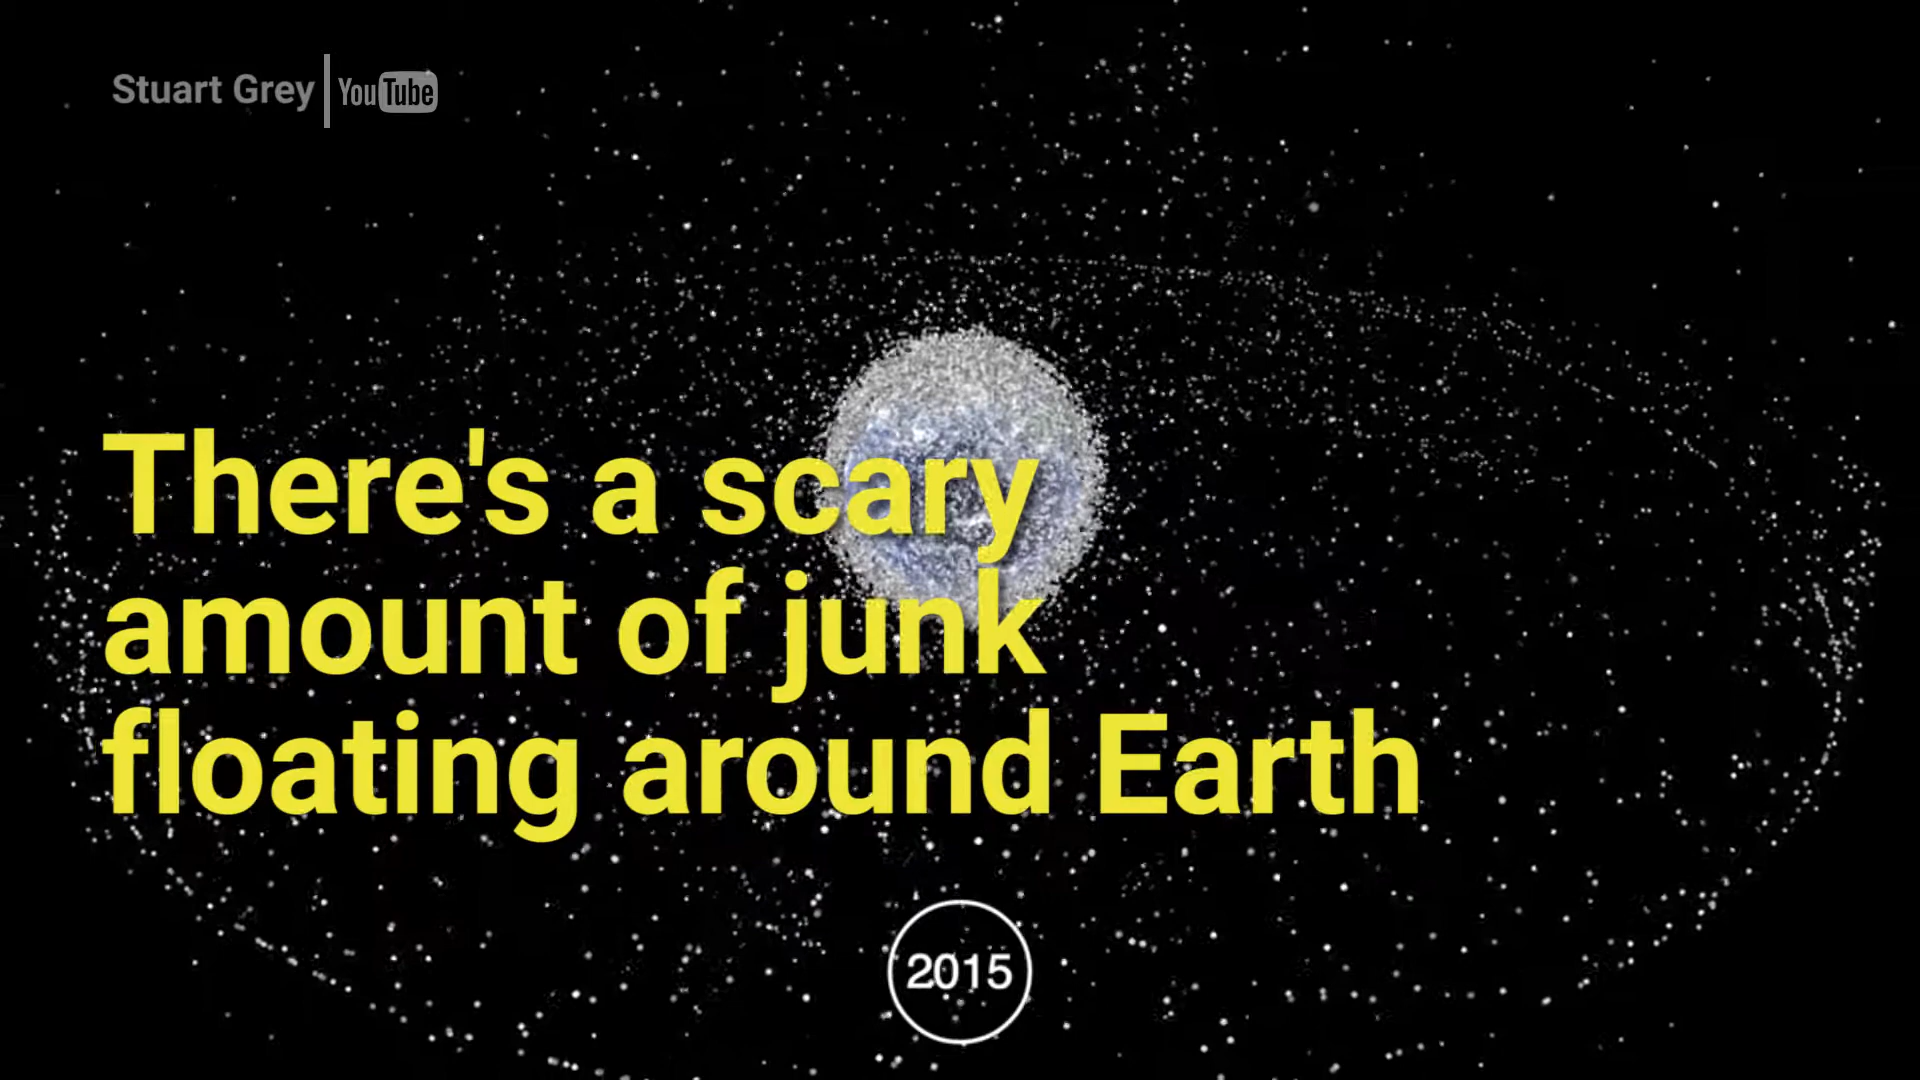 Stuart Grey YouTube
There's a scary
amount of junk
floating around Earth
2015